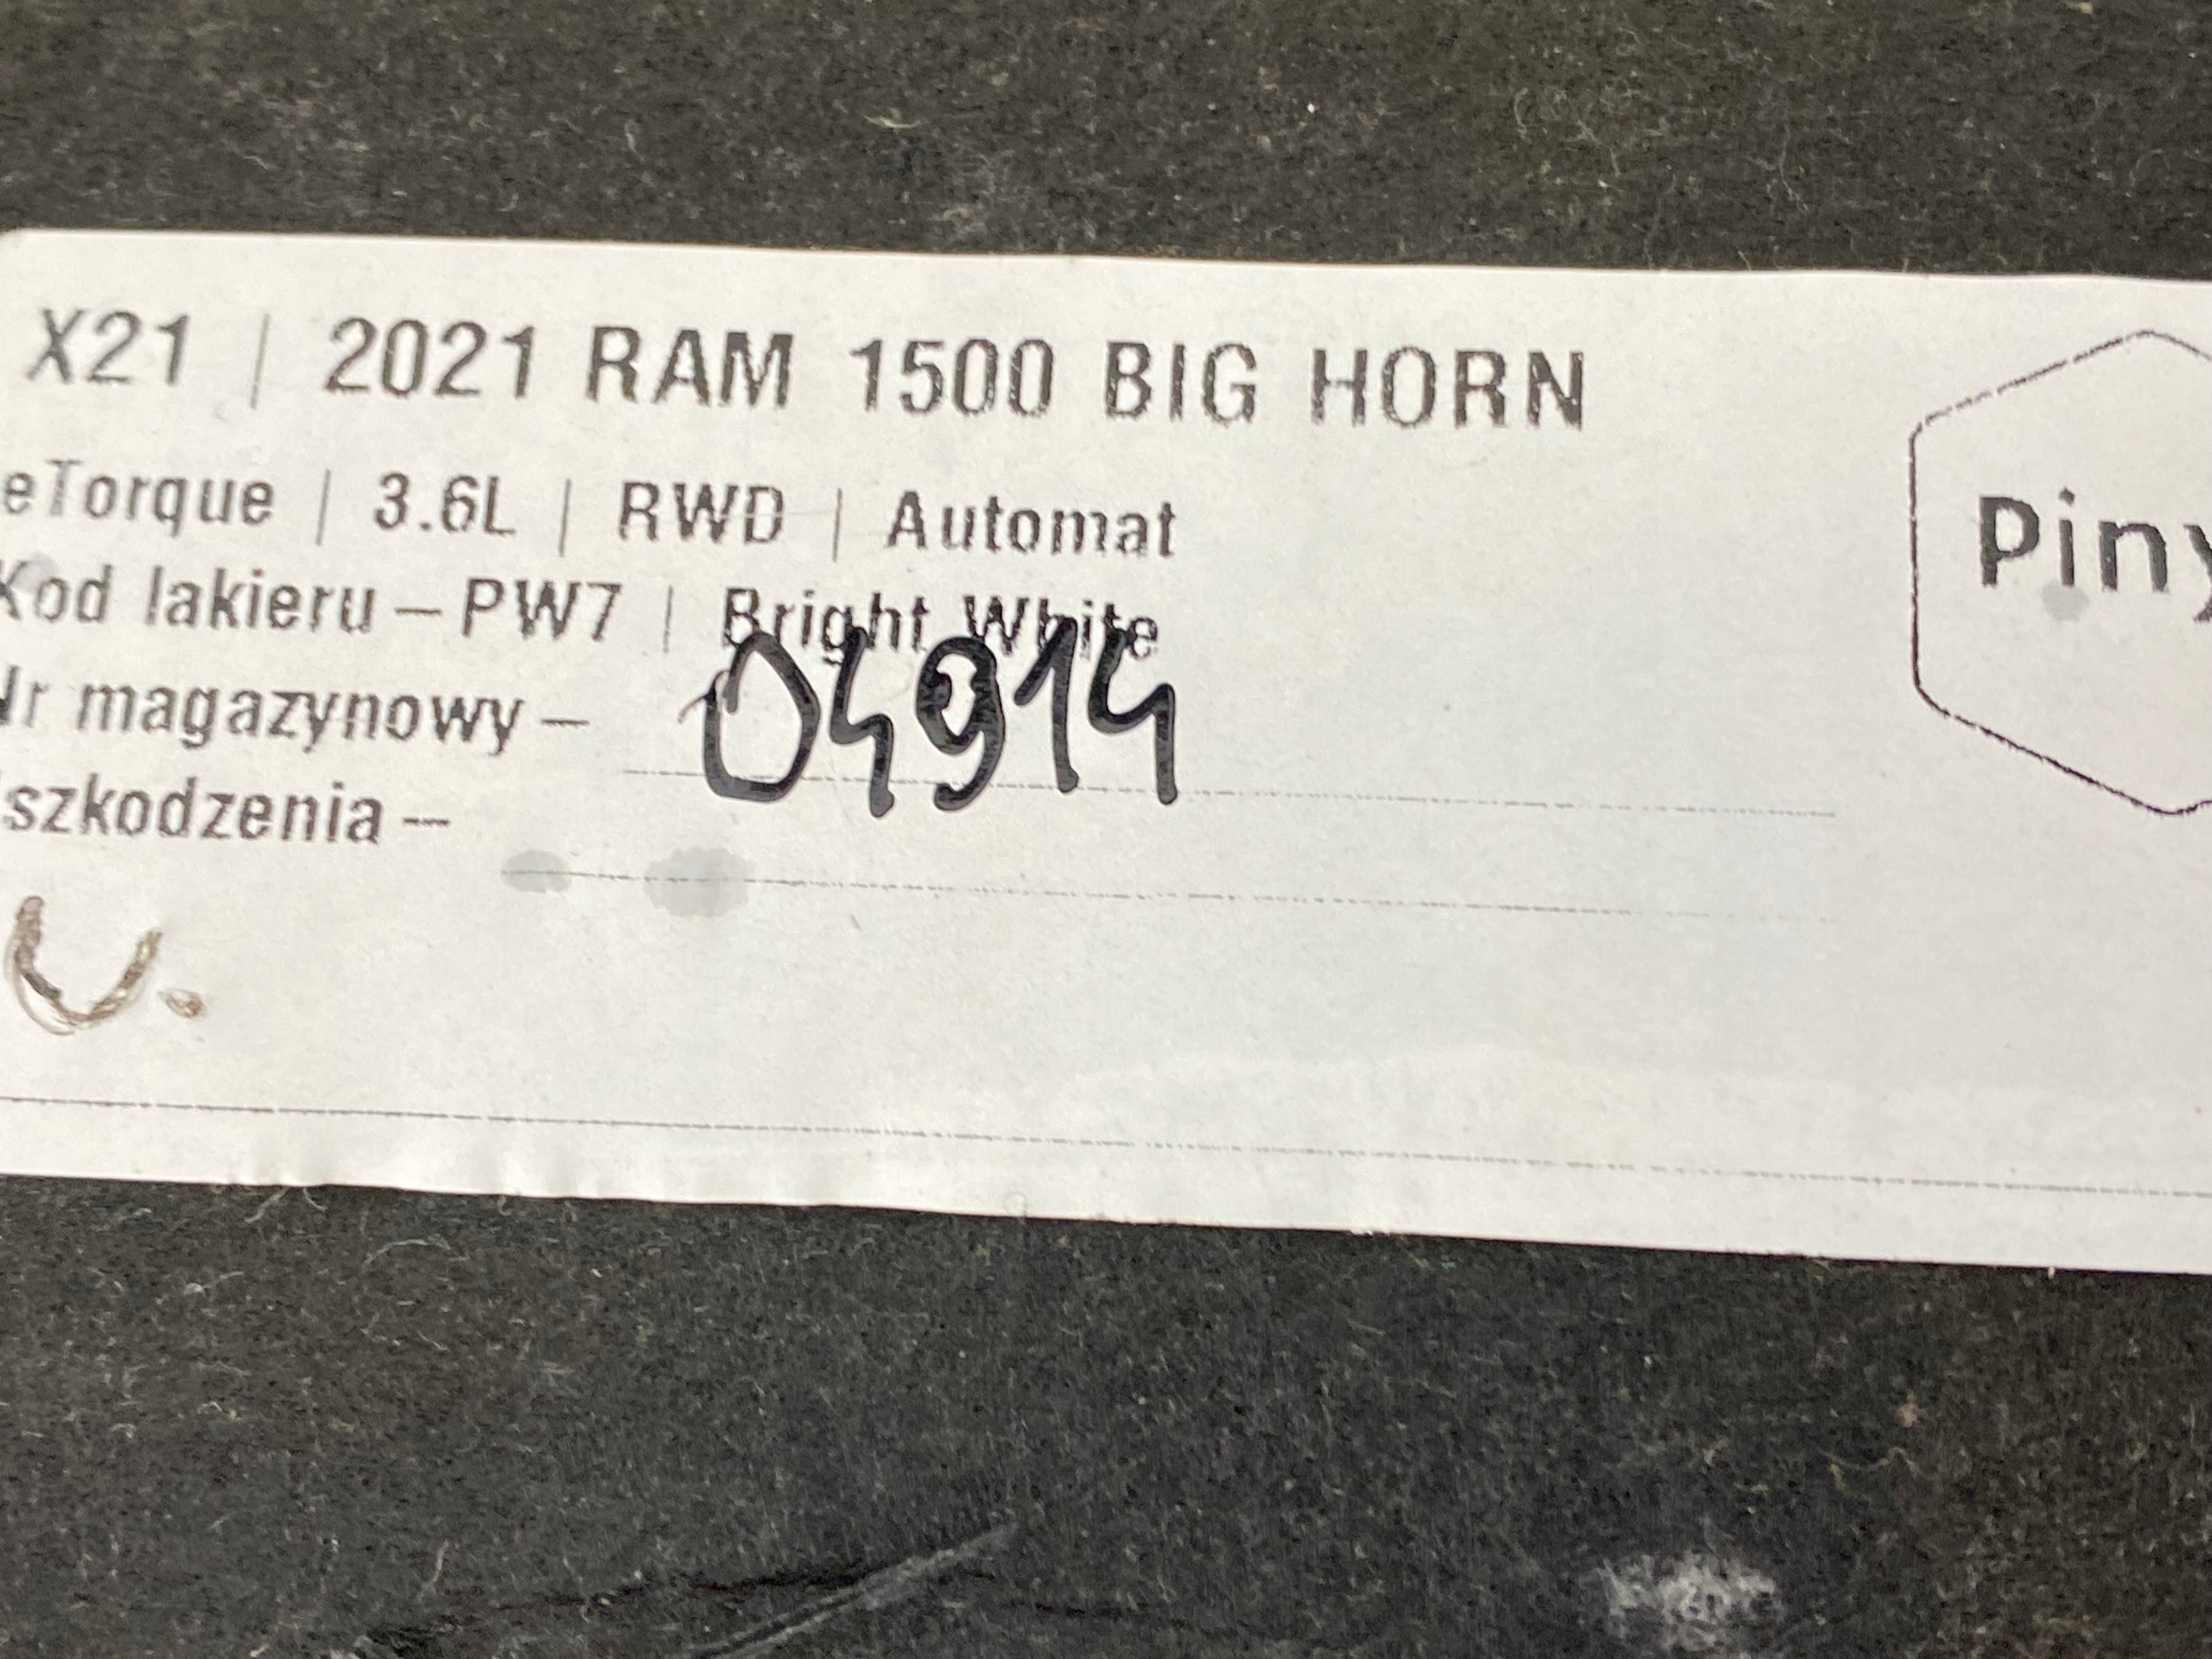 X21 | 2021 RAM 1500 BIG HORN
eTorque | 3.6L | RWD | Automat
Kod lakieru – PW7 | Bright White
Nr magazynowy – 04914
szkodzenia –
U.
Piny